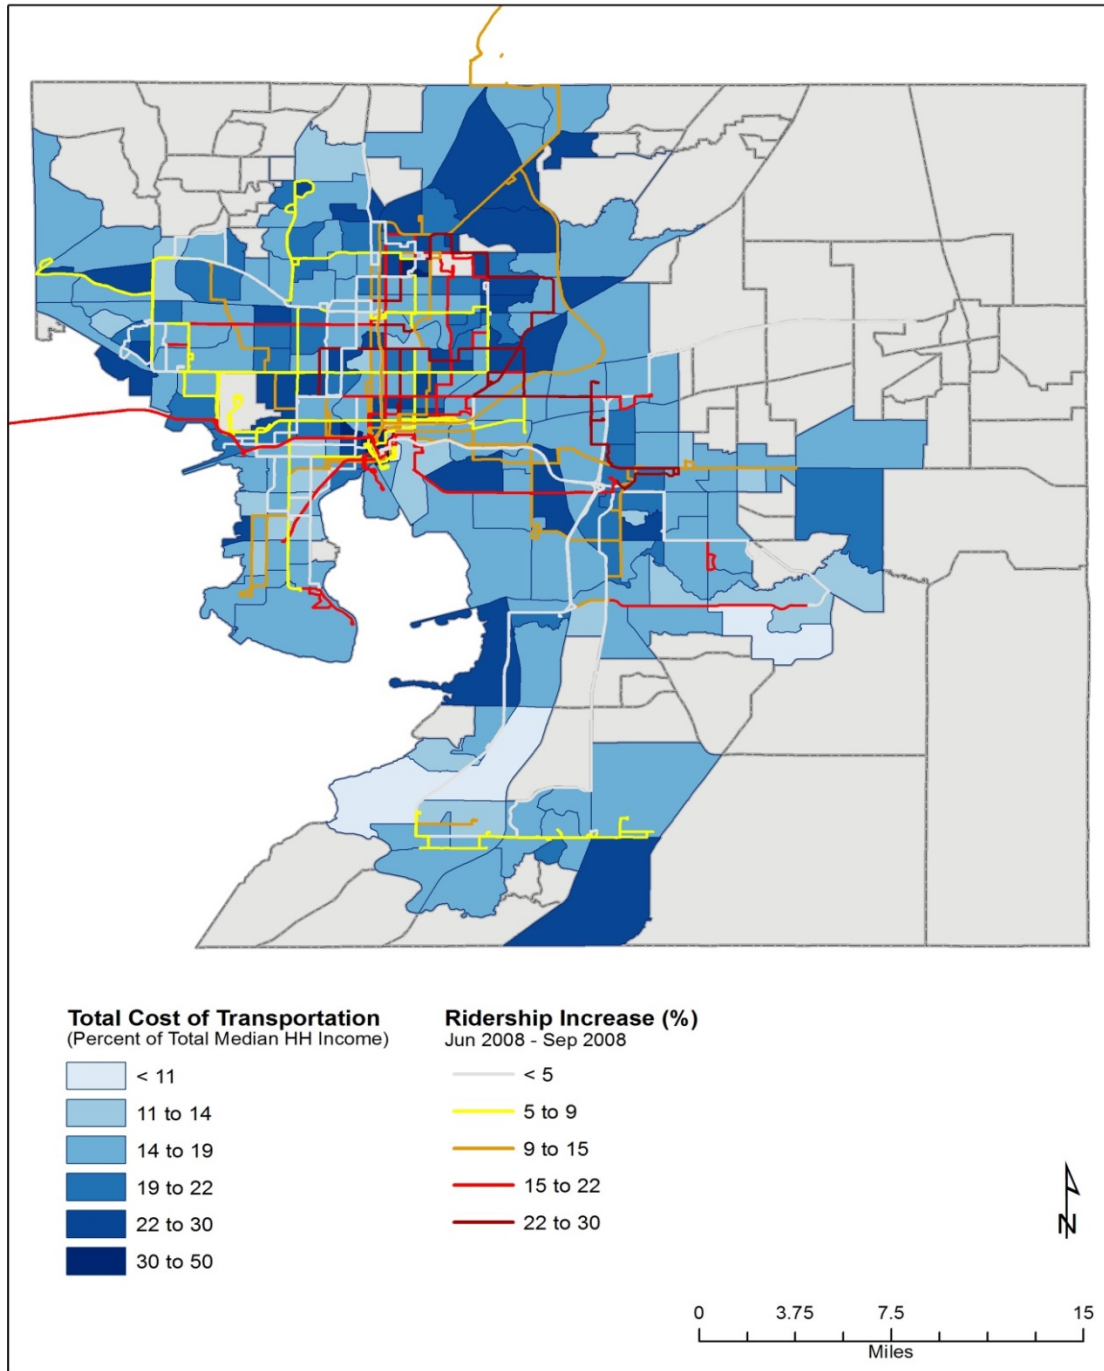 Total Cost of Transportation
(Percent of Total Median HH Income)
< 11
11 to 14
14 to 19
19 to 22
22 to 30
30 to 50
Ridership Increase (%)
Jun 2008 - Sep 2008
< 5
5 to 9
9 to 15
15 to 22
22 to 30
N
0 3.75 7.5 15
Miles